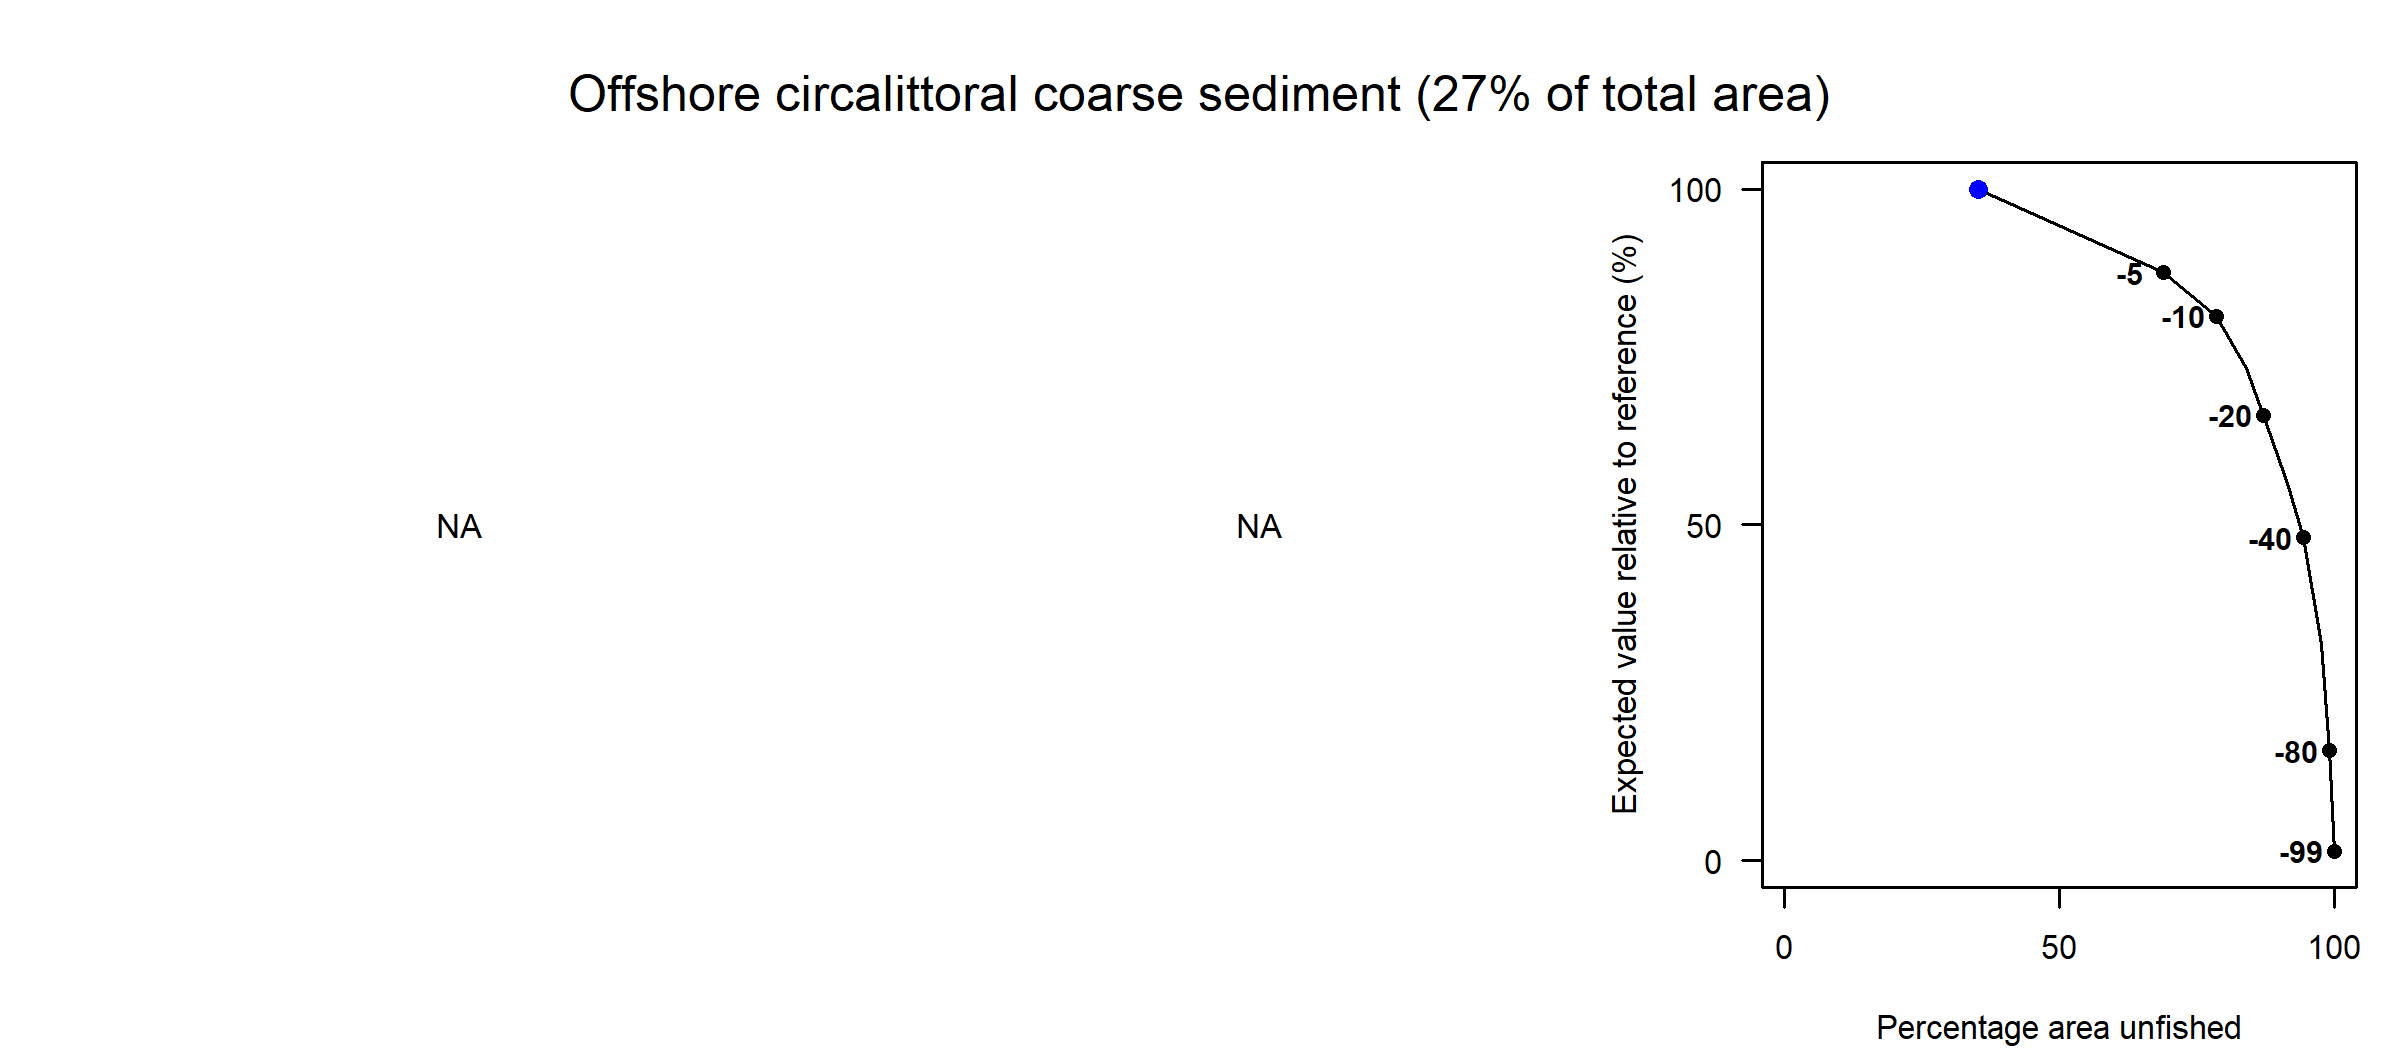 Offshore circalittoral coarse sediment (27% of total area)
NA
NA
Expected value relative to reference (%)
100
50
0
-5
-10
-20
-40
-80
-99
0
50
100
Percentage area unfished